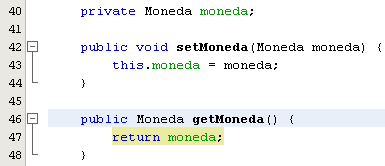 40 private Moneda moneda;
41
42 public void setMoneda(Moneda moneda) {
43 this.moneda = moneda;
44 }
45
46 public Moneda getMoneda() {
47 return moneda;
48 }